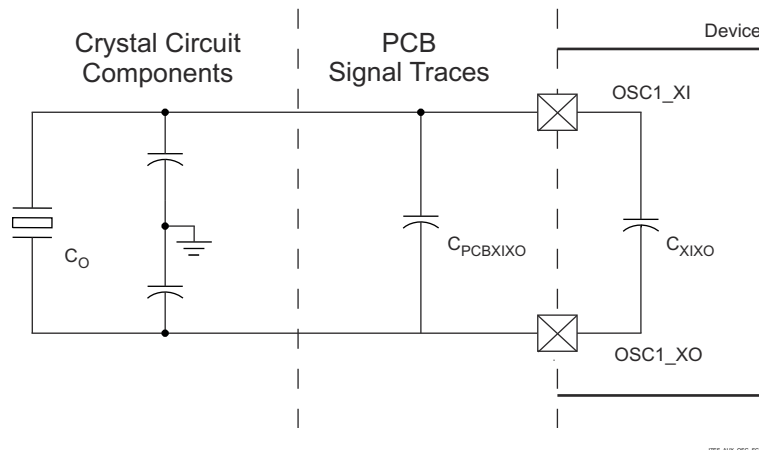 Crystal Circuit
Components
PCB
Signal Traces
Device
OSC1_XI
C_O
C_PCBXIXO
C_XIXO
OSC1_XO